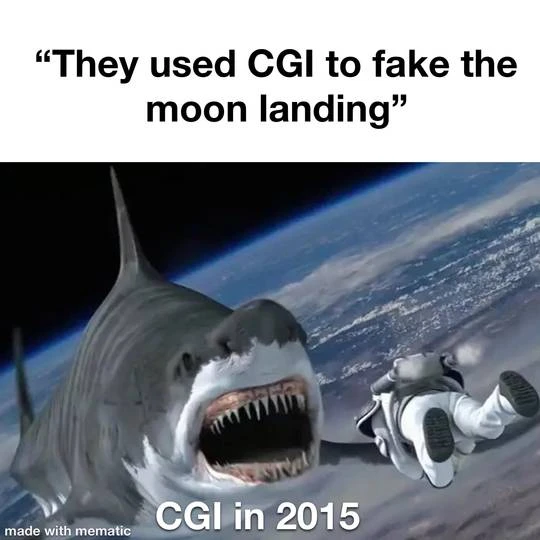 “They used CGI to fake the
moon landing”
CGI in 2015
made with mematic